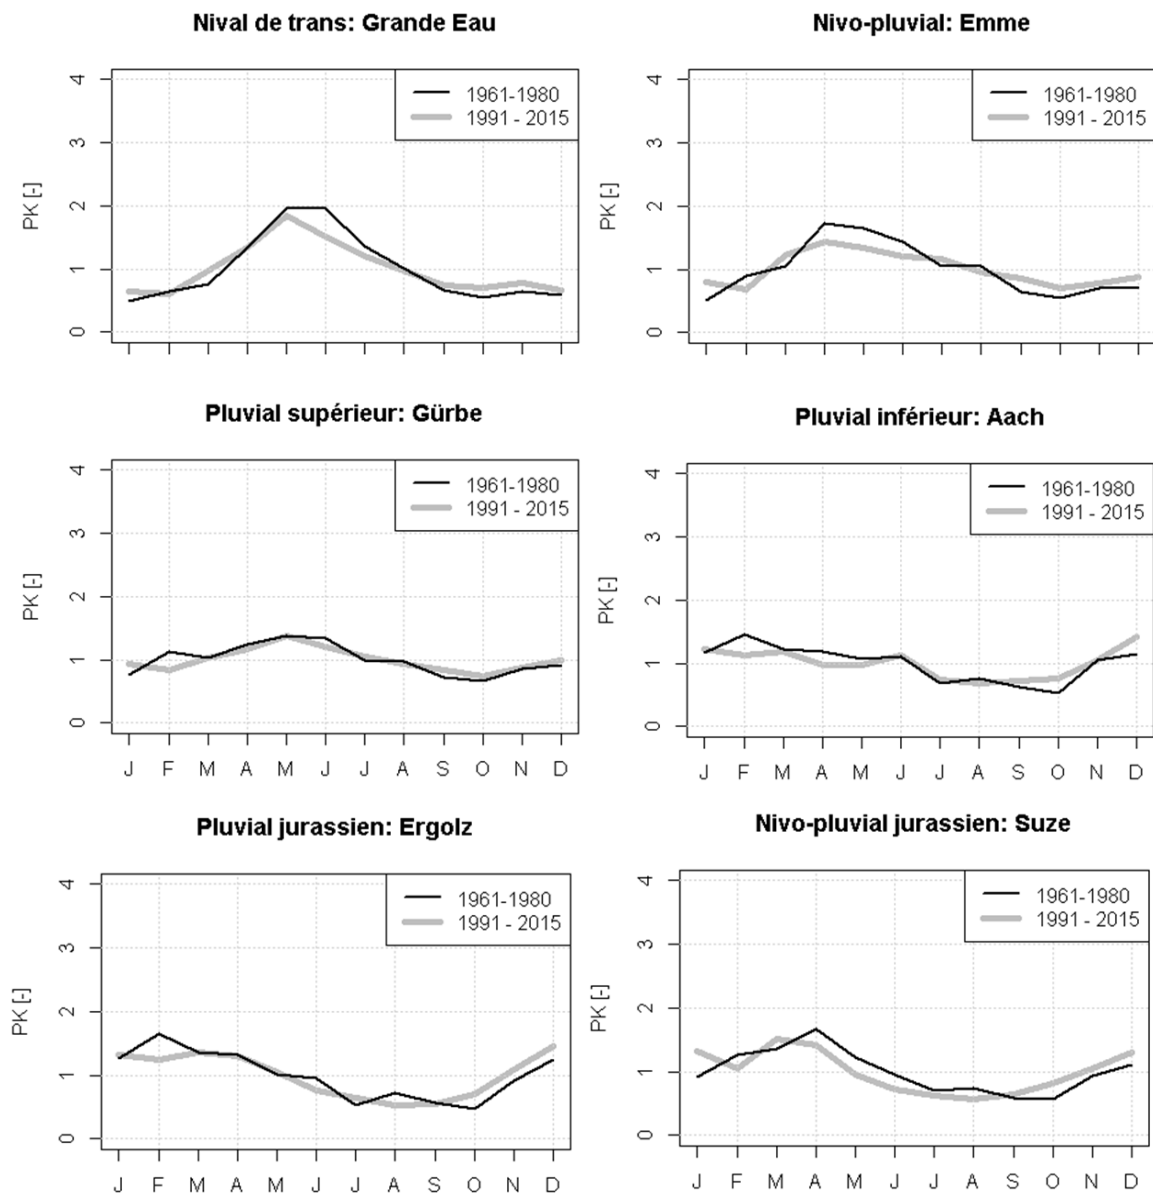 Nival de trans: Grande Eau
4
3
2
1
0
PK [-]
1961-1980
1991 - 2015
J F M A M J J A S O N D
Nivo-pluvial: Emme
4
3
2
1
0
PK [-]
1961-1980
1991 - 2015
J F M A M J J A S O N D
Pluvial supérieur: Gürbe
4
3
2
1
0
PK [-]
1961-1980
1991 - 2015
J F M A M J J A S O N D
Pluvial inférieur: Aach
4
3
2
1
0
PK [-]
1961-1980
1991 - 2015
J F M A M J J A S O N D
Pluvial jurassien: Ergolz
4
3
2
1
0
PK [-]
1961-1980
1991 - 2015
J F M A M J J A S O N D
Nivo-pluvial jurassien: Suze
4
3
2
1
0
PK [-]
1961-1980
1991 - 2015
J F M A M J J A S O N D